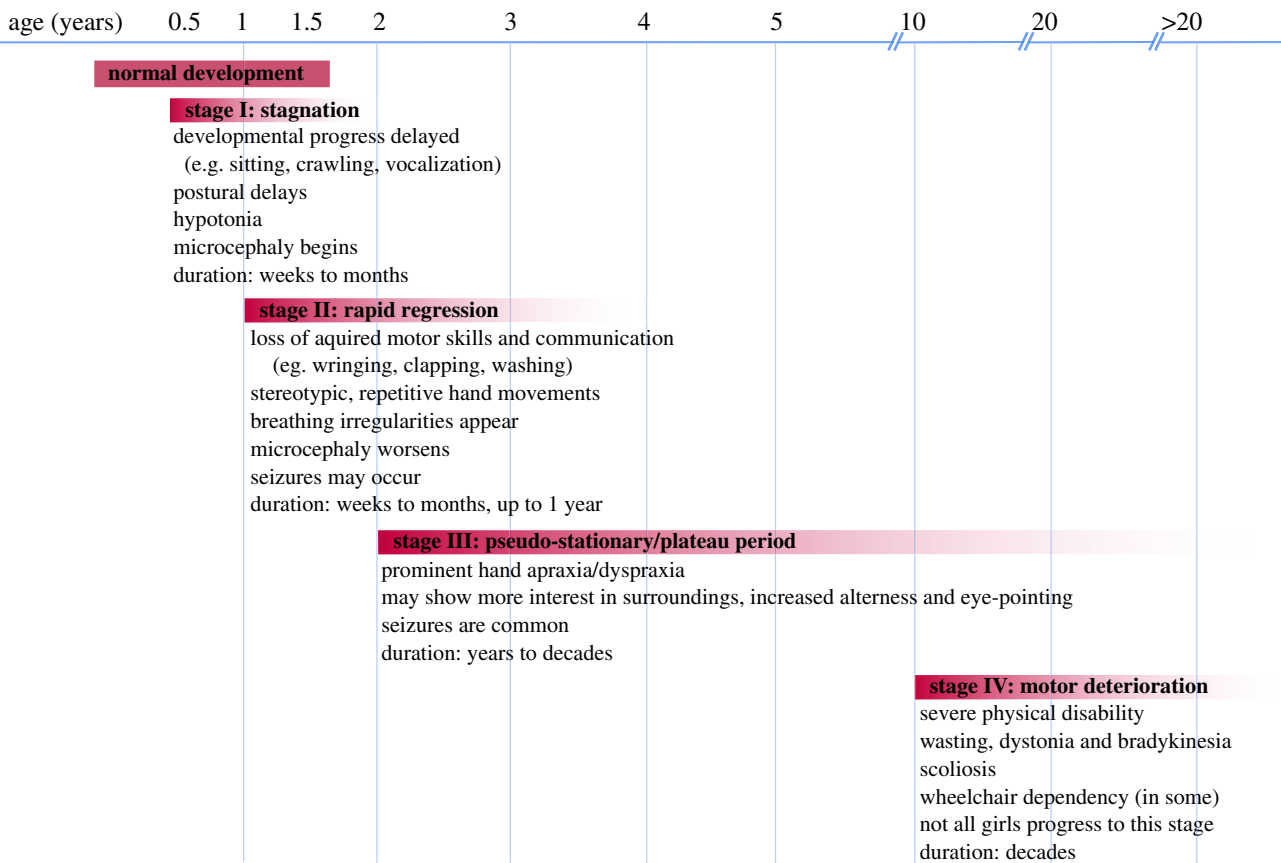 age (years) 0.5 1 1.5 2 3 4 5 10 20 >20
normal development
stage I: stagnation
developmental progress delayed
(e.g. sitting, crawling, vocalization)
postural delays
hypotonia
microcephaly begins
duration: weeks to months
stage II: rapid regression
loss of aquired motor skills and communication
(eg. wringing, clapping, washing)
stereotypic, repetitive hand movements
breathing irregularities appear
microcephaly worsens
seizures may occur
duration: weeks to months, up to 1 year
stage III: pseudo-stationary/plateau period
prominent hand apraxia/dyspraxia
may show more interest in surroundings, increased alterness and eye-pointing
seizures are common
duration: years to decades
stage IV: motor deterioration
severe physical disability
wasting, dystonia and bradykinesia
scoliosis
wheelchair dependency (in some)
not all girls progress to this stage
duration: decades